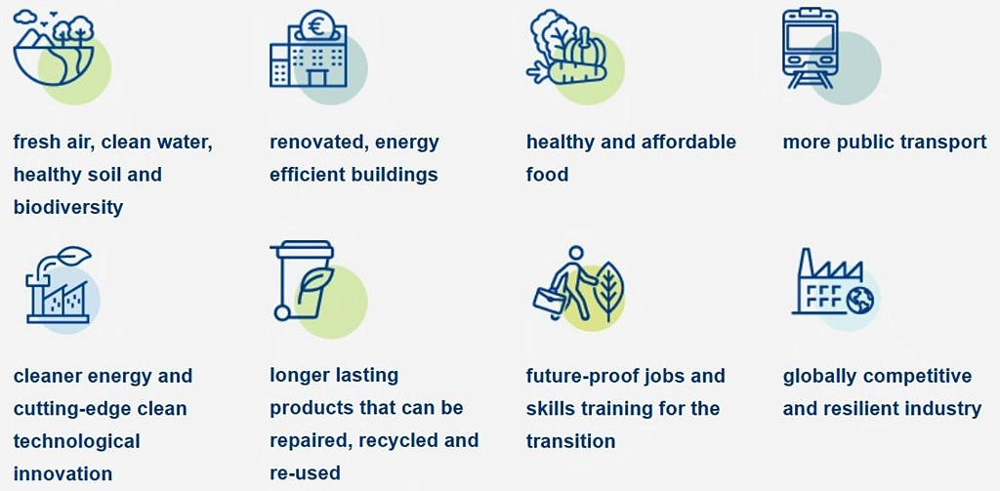 €
fresh air, clean water,
healthy soil and
biodiversity
renovated, energy
efficient buildings
healthy and affordable
food
more public transport
cleaner energy and
cutting-edge clean
technological
innovation
longer lasting
products that can be
repaired, recycled and
re-used
future-proof jobs and
skills training for the
transition
globally competitive
and resilient industry